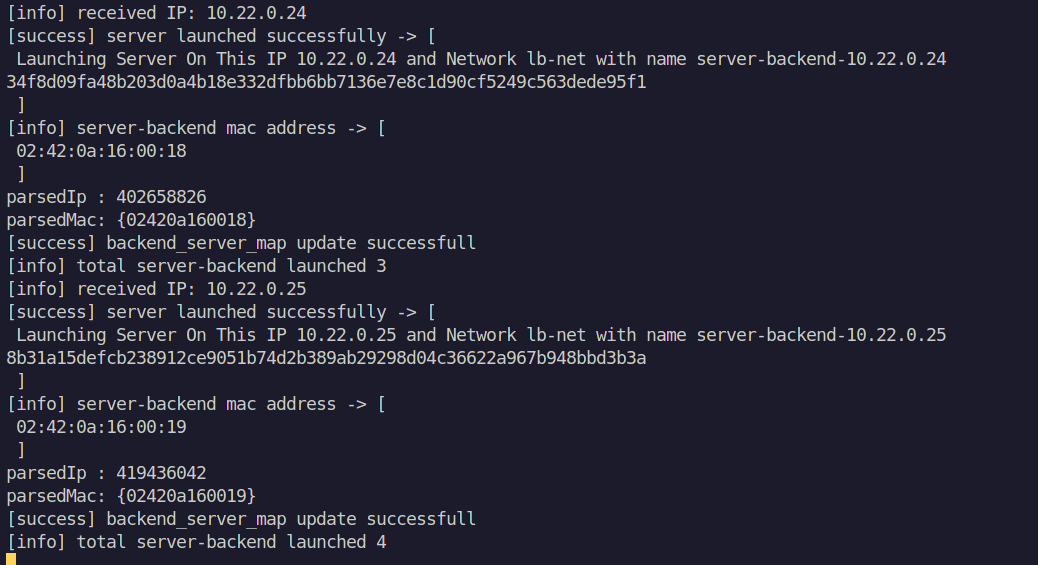 [info] received IP: 10.22.0.24
[success] server launched successfully -> [
 Launching Server On This IP 10.22.0.24 and Network lb-net with name server-backend-10.22.0.24
34f8d09fa48b203d0a4b18e332dfbb6bb7136e7e8c1d90cf5249c563dede95f1
 ]
[info] server-backend mac address -> [
 02:42:0a:16:00:18
 ]
parsedIp : 402658826
parsedMac: {02420a160018}
[success] backend_server_map update successfull
[info] total server-backend launched 3
[info] received IP: 10.22.0.25
[success] server launched successfully -> [
 Launching Server On This IP 10.22.0.25 and Network lb-net with name server-backend-10.22.0.25
8b31a15defcb238912ce9051b74d2b389ab29298d04c36622a967b948bbd3b3a
 ]
[info] server-backend mac address -> [
 02:42:0a:16:00:19
 ]
parsedIp : 419436042
parsedMac: {02420a160019}
[success] backend_server_map update successfull
[info] total server-backend launched 4